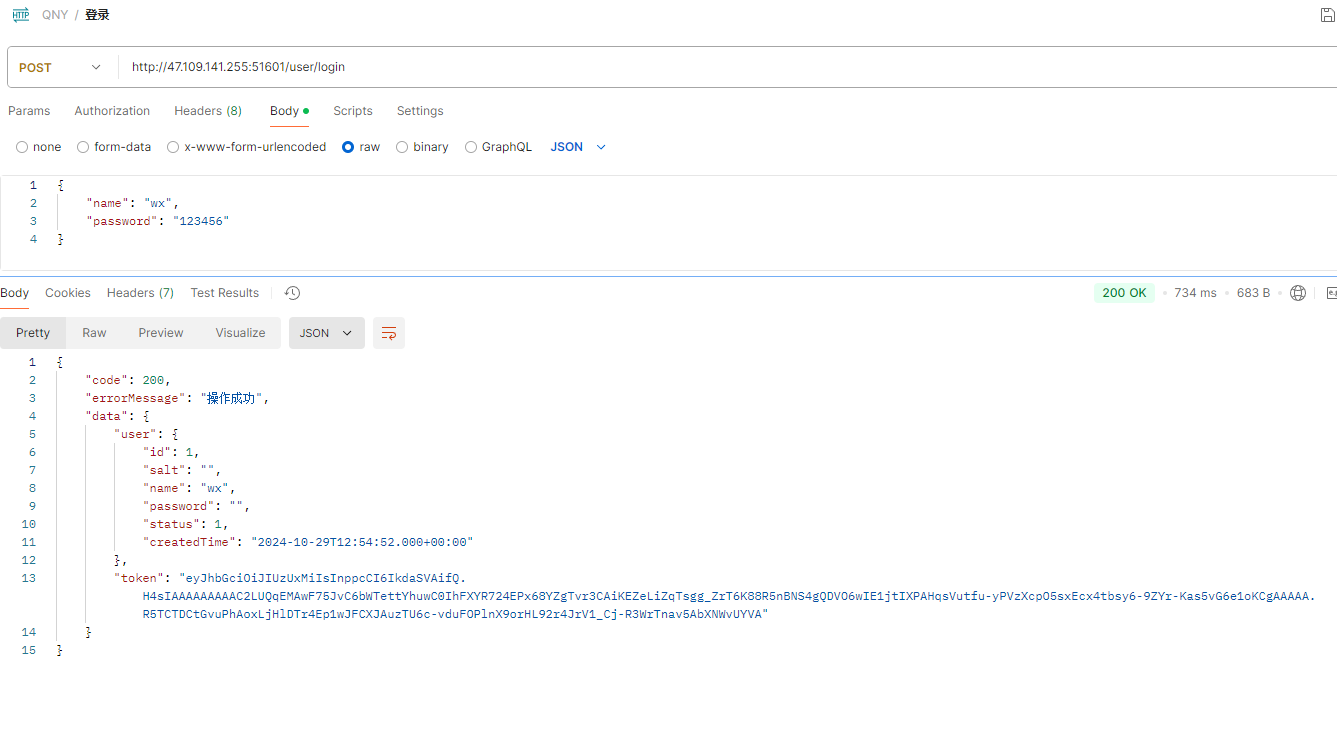 HTTP QNY / 登录
POST http://47.109.141.255:51601/user/login
Params Authorization Headers (8) Body Scripts Settings
none form-data x-www-form-urlencoded raw binary GraphQL JSON
1 {
2 "name": "wx",
3 "password": "123456"
4 }
Body Cookies Headers (7) Test Results 200 OK 734 ms 683 B
Pretty Raw Preview Visualize JSON
1 {
2 "code": 200,
3 "errorMessage": "操作成功",
4 "data": {
5 "user": {
6 "id": 1,
7 "salt": "",
8 "name": "wx",
9 "password": "",
10 "status": 1,
11 "createdTime": "2024-10-29T12:54:52.000+00:00"
12 },
13 "token": "eyJhbGciOiJIUzUxMiIsInppcCI6IkdaSVAifQ.
H4sIAAAAAAAAAC2LUQqEMAwF75JvC6bWTettYhuwC0IhFXYR724EPx68YZgTvr3CAiKEZeLiZqTsgg_ZrT6K88R5nBNS4gQDVO6wIE1jtIXPAHqsVutfu-yPVzXcpO5sxEcx4tbsy6-9ZYr-Kas5vG6e1oKCgAAAAA.
R5TCTDCtGvuPhAoxLjHlDTr4Ep1wJFCXJAuzTU6c-vduFOPlnX9orHL92r4JrV1_Cj-R3WrTnav5AbXNWvUYVA"
14 }
15 }